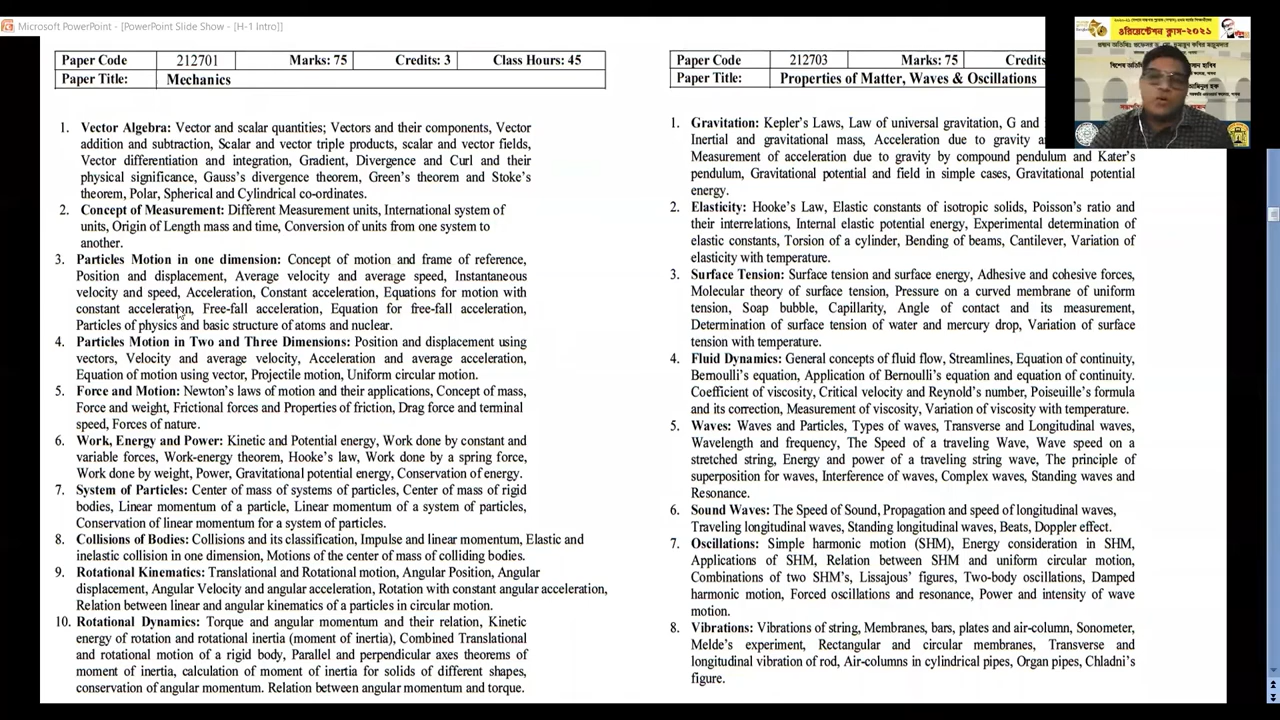 Microsoft PowerPoint - [PowerPoint Slide Show - [H-1 Intro]]
Paper Code 212701 Marks: 75 Credits: 3 Class Hours: 45
Paper Title: Mechanics
1. Vector Algebra: Vector and scalar quantities; Vectors and their components, Vector
addition and subtraction, Scalar and vector triple products, scalar and vector fields,
Vector differentiation and integration, Gradient, Divergence and Curl and their
physical significance, Gauss's divergence theorem, Green's theorem and Stoke's
theorem, Polar, Spherical and Cylindrical co-ordinates.
2. Concept of Measurement: Different Measurement units, International system of
units, Origin of Length mass and time, Conversion of units from one system to
another.
3. Particles Motion in one dimension: Concept of motion and frame of reference,
Position and displacement, Average velocity and average speed, Instantaneous
velocity and speed, Acceleration, Constant acceleration, Equations for motion with
constant acceleration, Free-fall acceleration, Equation for free-fall acceleration,
Particles of physics and basic structure of atoms and nuclear.
4. Particles Motion in Two and Three Dimensions: Position and displacement using
vectors, Velocity and average velocity, Acceleration and average acceleration,
Equation of motion using vector, Projectile motion, Uniform circular motion.
5. Force and Motion: Newton's laws of motion and their applications, Concept of mass,
Force and weight, Frictional forces and Properties of friction, Drag force and terminal
speed, Forces of nature.
6. Work, Energy and Power: Kinetic and Potential energy, Work done by constant and
variable forces, Work-energy theorem, Hooke's law, Work done by a spring force,
Work done by weight, Power, Gravitational potential energy, Conservation of energy.
7. System of Particles: Center of mass of systems of particles, Center of mass of rigid
bodies, Linear momentum of a particle, Linear momentum of a system of particles,
Conservation of linear momentum for a system of particles.
8. Collisions of Bodies: Collisions and its classification, Impulse and linear momentum, Elastic and
inelastic collision in one dimension, Motions of the center of mass of colliding bodies.
9. Rotational Kinematics: Translational and Rotational motion, Angular Position, Angular
displacement, Angular Velocity and angular acceleration, Rotation with constant angular acceleration,
Relation between linear and angular kinematics of a particles in circular motion.
10. Rotational Dynamics: Torque and angular momentum and their relation, Kinetic
energy of rotation and rotational inertia (moment of inertia), Combined Translational
and rotational motion of a rigid body, Parallel and perpendicular axes theorems of
moment of inertia, calculation of moment of inertia for solids of different shapes,
conservation of angular momentum. Relation between angular momentum and torque.
Paper Code 212703 Marks: 75 Credits
Paper Title: Properties of Matter, Waves & Oscillations
1. Gravitation: Kepler's Laws, Law of universal gravitation, G and
Inertial and gravitational mass, Acceleration due to gravity
Measurement of acceleration due to gravity by compound pendulum and Kater's
pendulum, Gravitational potential and field in simple cases, Gravitational potential
energy.
2. Elasticity: Hooke's Law, Elastic constants of isotropic solids, Poisson's ratio and
their interrelations, Internal elastic potential energy, Experimental determination of
elastic constants, Torsion of a cylinder, Bending of beams, Cantilever, Variation of
elasticity with temperature.
3. Surface Tension: Surface tension and surface energy, Adhesive and cohesive forces,
Molecular theory of surface tension, Pressure on a curved membrane of uniform
tension, Soap bubble, Capillarity, Angle of contact and its measurement,
Determination of surface tension of water and mercury drop, Variation of surface
tension with temperature.
4. Fluid Dynamics: General concepts of fluid flow, Streamlines, Equation of continuity,
Bernoulli's equation, Application of Bernoulli's equation and equation of continuity.
Coefficient of viscosity, Critical velocity and Reynold's number, Poiseuille's formula
and its correction, Measurement of viscosity, Variation of viscosity with temperature.
5. Waves: Waves and Particles, Types of waves, Transverse and Longitudinal waves,
Wavelength and frequency, The Speed of a traveling Wave, Wave speed on a
stretched string, Energy and power of a traveling string wave, The principle of
superposition for waves, Interference of waves, Complex waves, Standing waves and
Resonance.
6. Sound Waves: The Speed of Sound, Propagation and speed of longitudinal waves,
Traveling longitudinal waves, Standing longitudinal waves, Beats, Doppler effect.
7. Oscillations: Simple harmonic motion (SHM), Energy consideration in SHM,
Applications of SHM, Relation between SHM and uniform circular motion,
Combinations of two SHM's, Lissajous' figures, Two-body oscillations, Damped
harmonic motion, Forced oscillations and resonance, Power and intensity of wave
motion.
8. Vibrations: Vibrations of string, Membranes, bars, plates and air-column, Sonometer,
Melde's experiment, Rectangular and circular membranes, Transverse and
longitudinal vibration of rod, Air-columns in cylindrical pipes, Organ pipes, Chladni's
figure.
ওরিয়েন্টেশন ক্লাস-২০২১